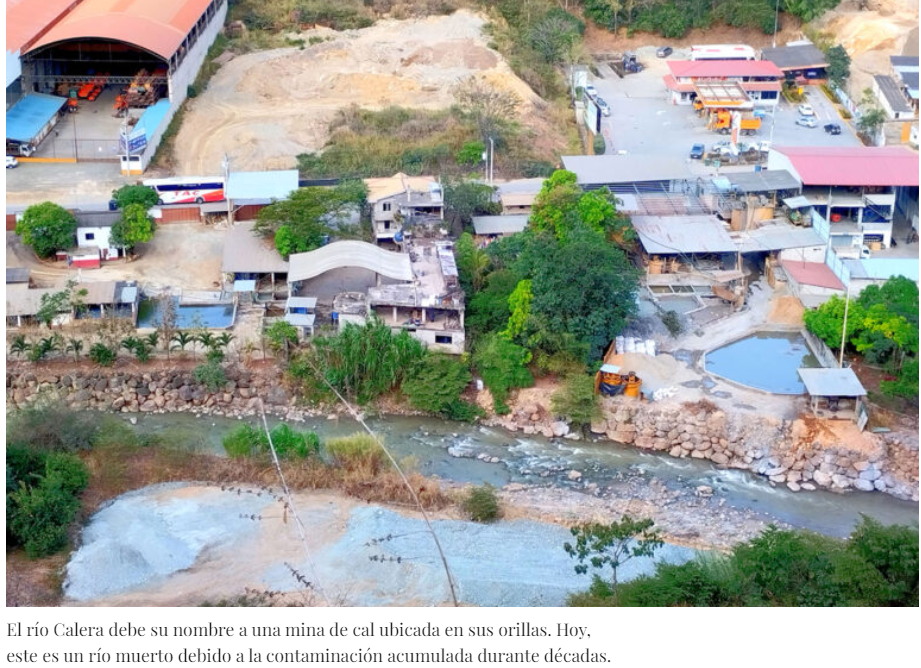 TAC
El río Calera debe su nombre a una mina de cal ubicada en sus orillas. Hoy,
este es un río muerto debido a la contaminación acumulada durante décadas.